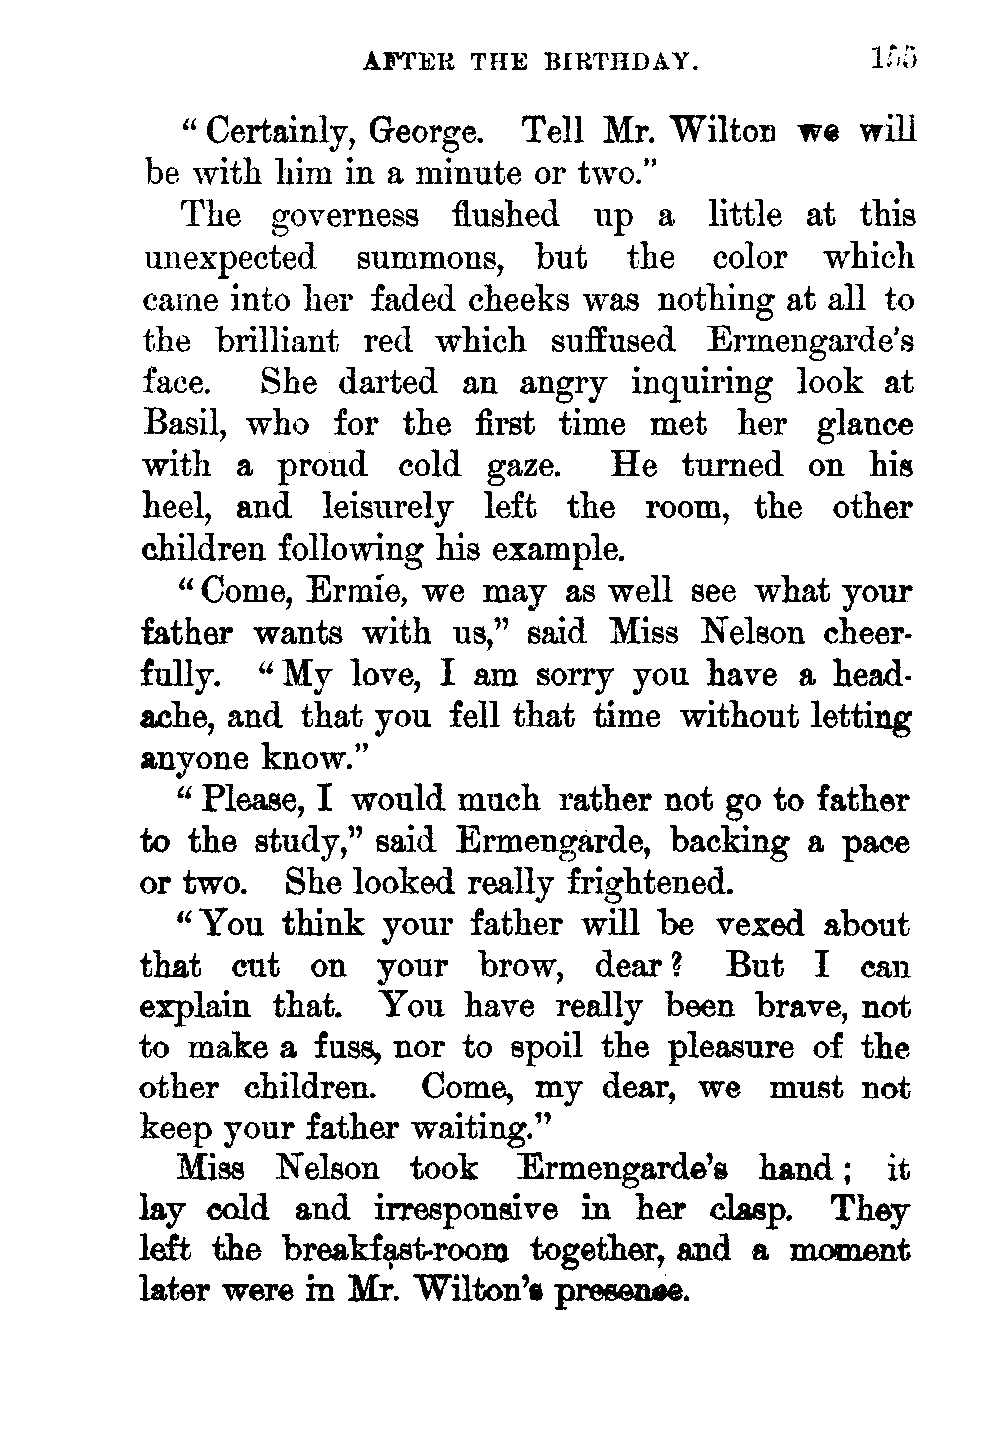 AFTER THE BIRTHDAY. 155
“Certainly, George. Tell Mr. Wilton we will
be with him in a minute or two.”
The governess flushed up a little at this
unexpected summons, but the color which
came into her faded cheeks was nothing at all to
the brilliant red which suffused Ermengarde's
face. She darted an angry inquiring look at
Basil, who for the first time met her glance
with a proud cold gaze. He turned on his
heel, and leisurely left the room, the other
children following his example.
“Come, Ermie, we may as well see what your
father wants with us,” said Miss Nelson cheer-
fully. “My love, I am sorry you have a head-
ache, and that you fell that time without letting
anyone know.”
“Please, I would much rather not go to father
to the study,” said Ermengarde, backing a pace
or two. She looked really frightened.
“You think your father will be vexed about
that cut on your brow, dear? But I can
explain that. You have really been brave, not
to make a fuss, nor to spoil the pleasure of the
other children. Come, my dear, we must not
keep your father waiting.”
Miss Nelson took Ermengarde's hand; it
lay cold and irresponsive in her clasp. They
left the breakfast-room together, and a moment
later were in Mr. Wilton's presence.